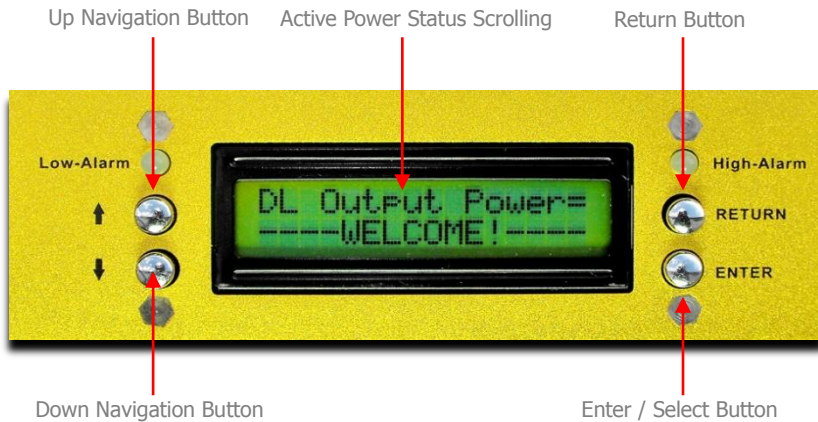 Up Navigation Button
Active Power Status Scrolling
Return Button
Low-Alarm
High-Alarm
DL Output Power=
----WELCOME!----
RETURN
ENTER
Down Navigation Button
Enter / Select Button